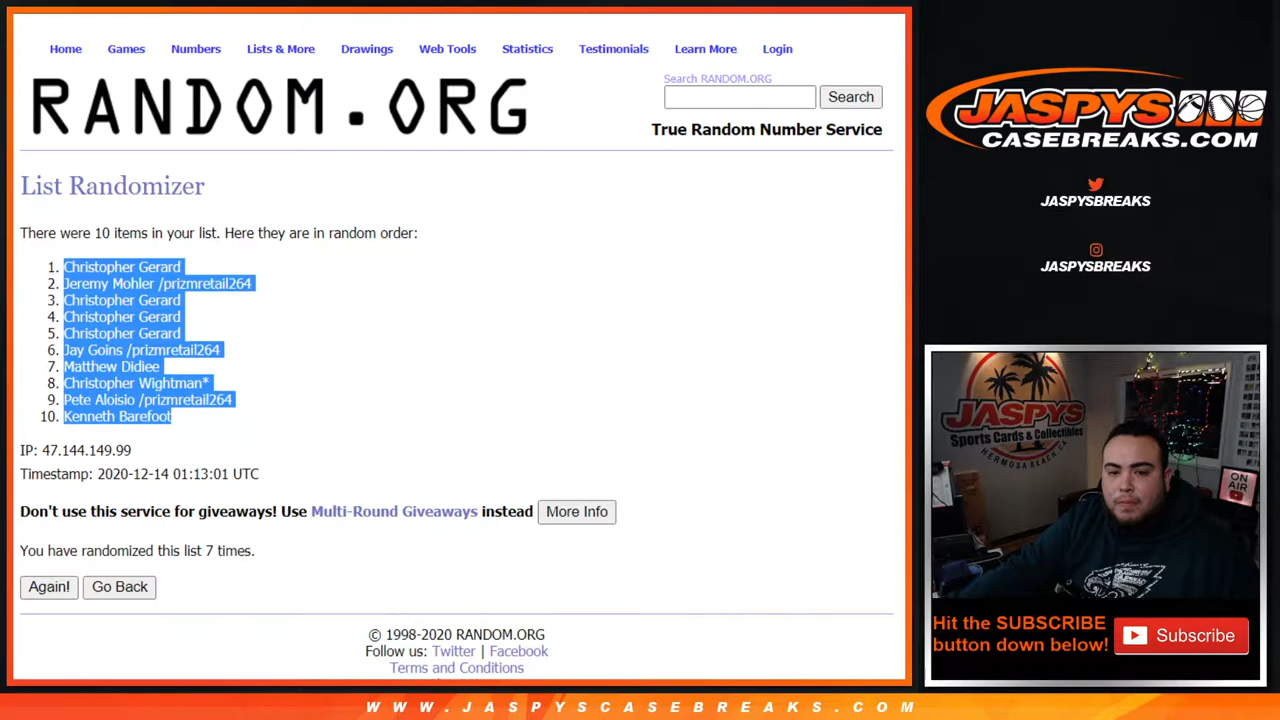 Home Games Numbers Lists & More Drawings Web Tools Statistics Testimonials Learn More Login
RANDOM.ORG
Search RANDOM.ORG
Search
True Random Number Service
List Randomizer
There were 10 items in your list. Here they are in random order:
1. Christopher Gerard
2. Jeremy Mohler /prizmretail264
3. Christopher Gerard
4. Christopher Gerard
5. Christopher Gerard
6. Jay Goins /prizmretail264
7. Matthew Didlee
8. Christopher Wightman*
9. Pete Aloisio /prizmretail264
10. Kenneth Barefoot
IP: 47.144.149.99
Timestamp: 2020-12-14 01:13:01 UTC
Don't use this service for giveaways! Use Multi-Round Giveaways instead More Info
You have randomized this list 7 times.
Again! Go Back
© 1998-2020 RANDOM.ORG
Follow us: Twitter | Facebook
Terms and Conditions
JASPYS
CASEBREAKS.COM
JASPYSBREAKS
JASPYSBREAKS
JASPYS
Sports Cards & Collectibles
HERMOSA BEACH, CA
ON
AIR
Hit the SUBSCRIBE
button down below!
Subscribe
WWW.JASPYSCASEBREAKS.COM